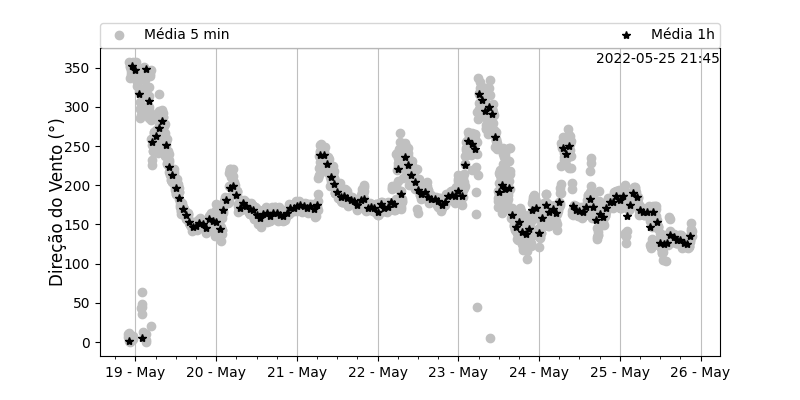 Média 5 min
Média 1h
2022-05-25 21:45
Direção do Vento (°)
350
300
250
200
150
100
50
0
19 - May
20 - May
21 - May
22 - May
23 - May
24 - May
25 - May
26 - May